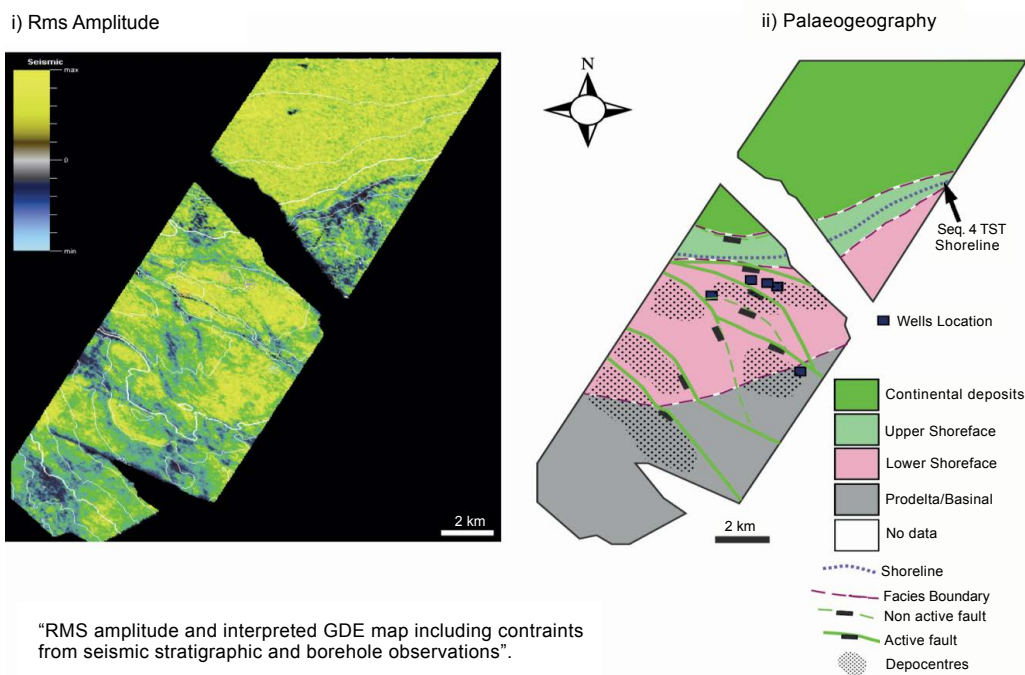 i) Rms Amplitude
ii) Palaeogeography
Seismic
max
0
min
2 km
N
Seq. 4 TST
Shoreline
Wells Location
Continental deposits
Upper Shoreface
Lower Shoreface
Prodelta/Basinal
No data
Shoreline
Facies Boundary
Non active fault
Active fault
Depocentres
2 km
“RMS amplitude and interpreted GDE map including contraints
from seismic stratigraphic and borehole observations”.